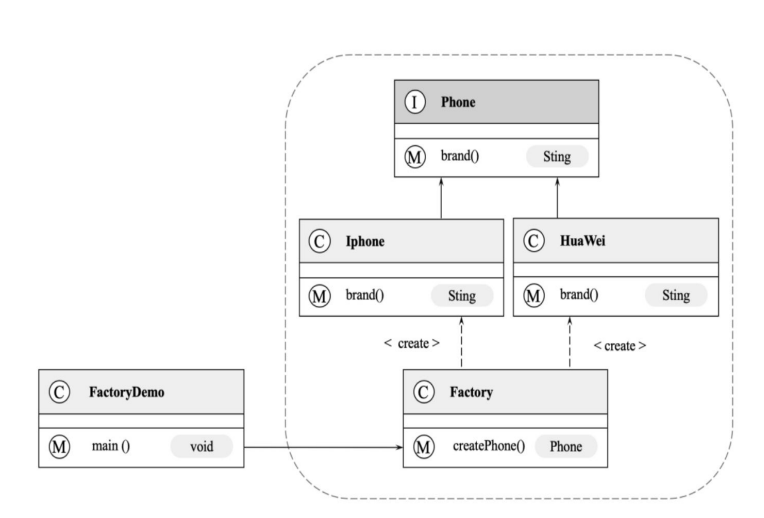 I Phone
M brand() Sting
C Iphone
M brand() Sting
C HuaWei
M brand() Sting
< create >
< create >
C FactoryDemo
M main () void
C Factory
M createPhone() Phone